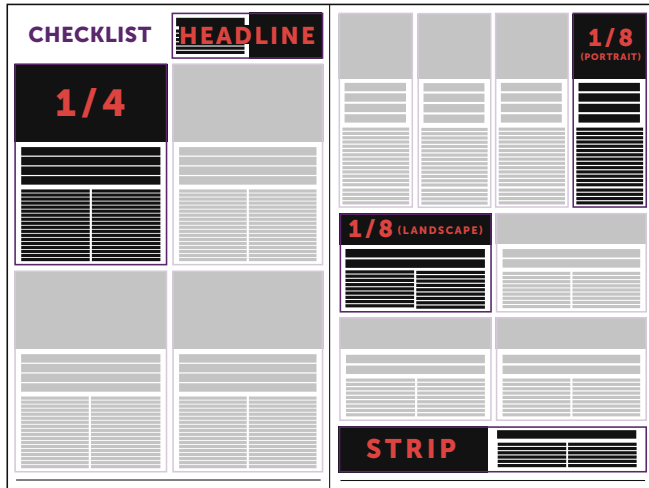 CHECKLIST
HEADLINE
1/4
1/8
(PORTRAIT)
1/8 (LANDSCAPE)
STRIP